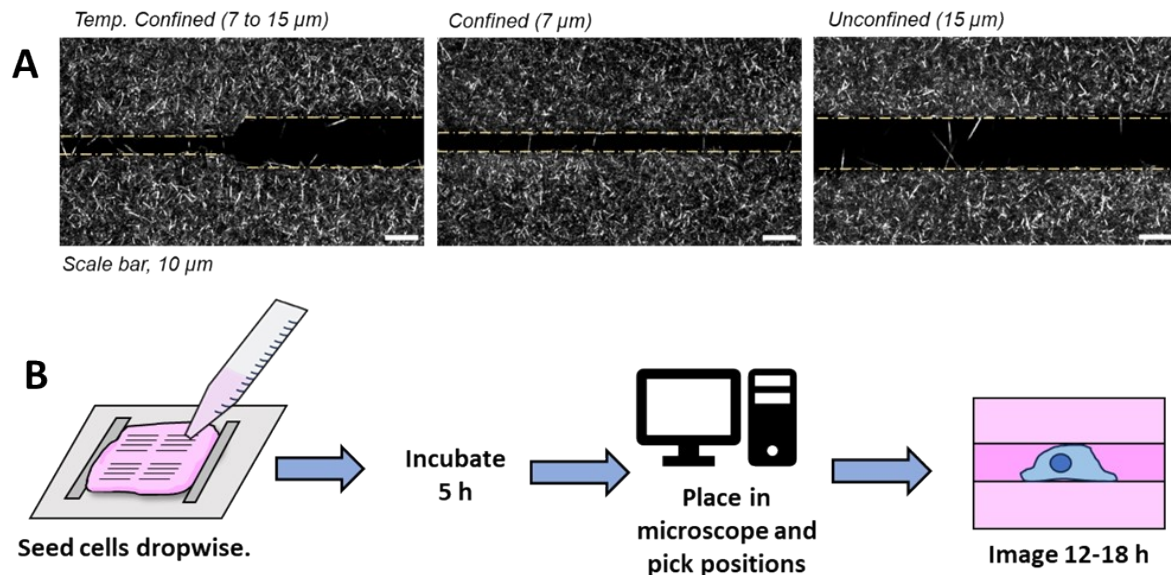 Temp. Confined (7 to 15 µm)
Confined (7 µm)
Unconfined (15 µm)
A
Scale bar, 10 µm
B
Seed cells dropwise.
Incubate
5 h
Place in
microscope and
pick positions
Image 12-18 h